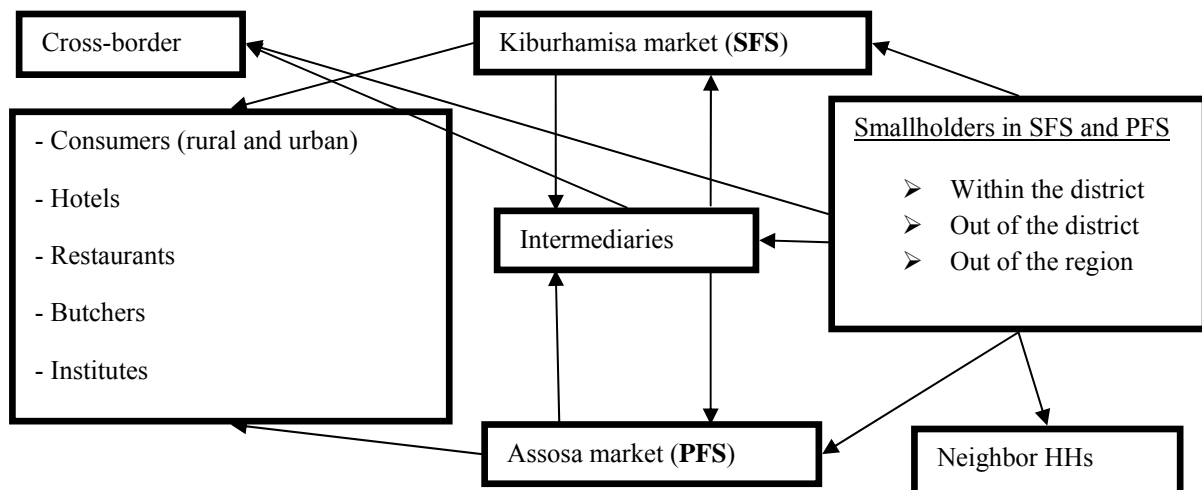 Cross-border
Kiburhamisa market (SFS)
- Consumers (rural and urban)
- Hotels
- Restaurants
- Butchers
- Institutes
Intermediaries
Smallholders in SFS and PFS
➢ Within the district
➢ Out of the district
➢ Out of the region
Assosa market (PFS)
Neighbor HHs